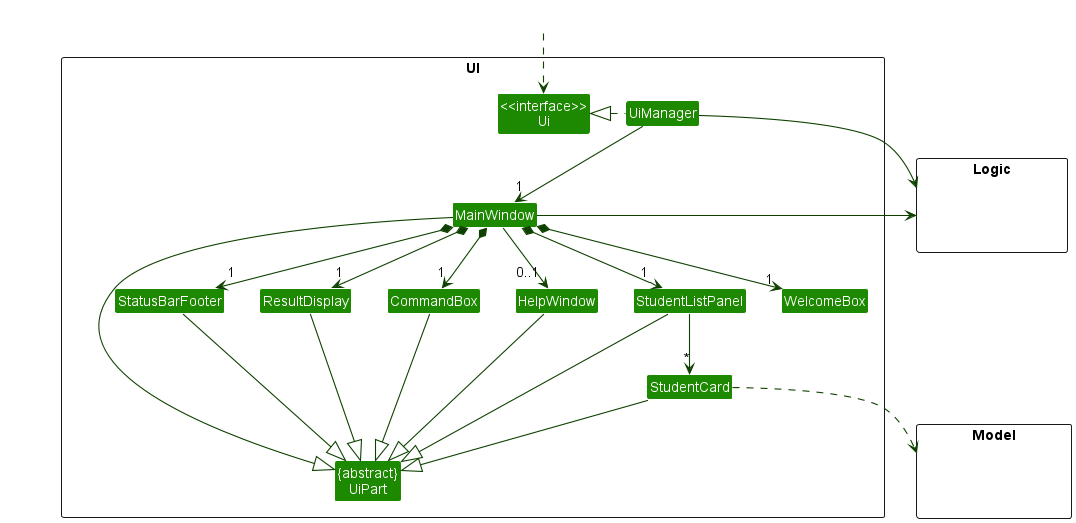 UI
<<interface>>
Ui
UiManager
Logic
1
MainWindow
1
1
1
0..1
1
1
StatusBarFooter
ResultDisplay
CommandBox
HelpWindow
StudentListPanel
WelcomeBox
*
StudentCard
Model
{abstract}
UiPart